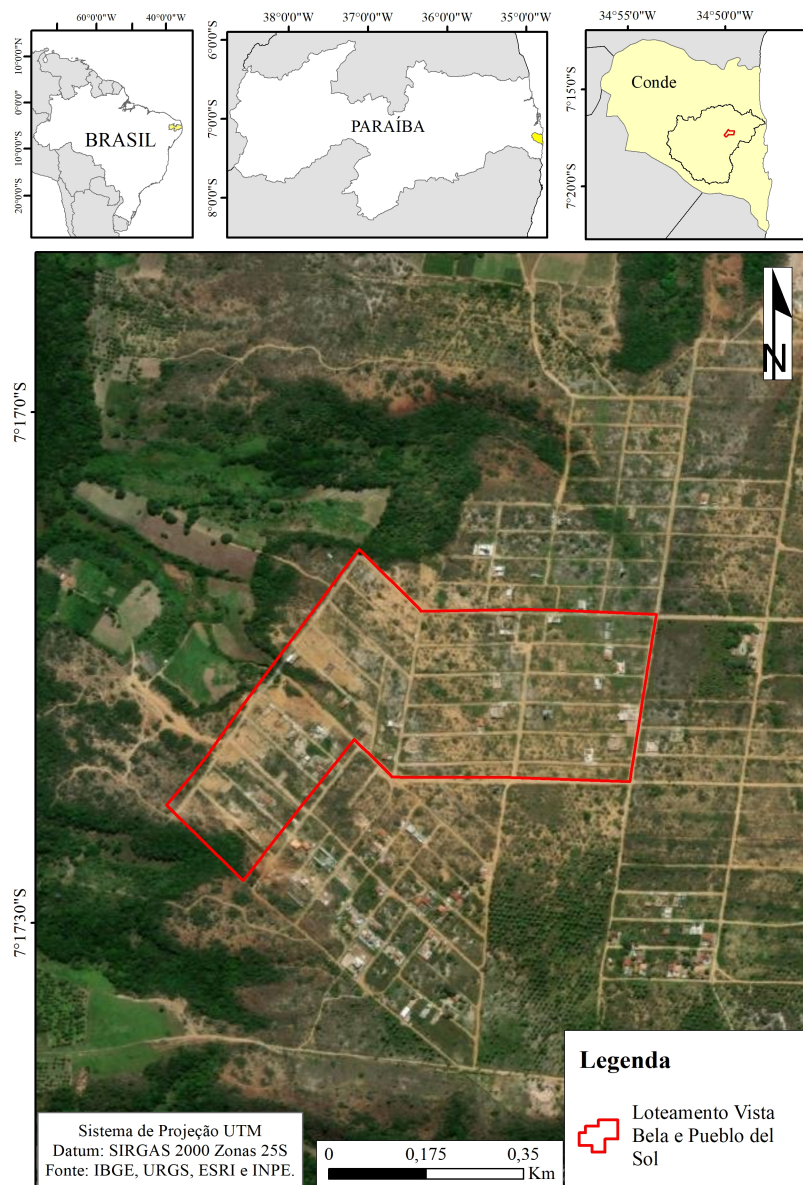 60°0'0"W
40°0'0"W
10°0'0"N
0°0'0"
10°0'0"S
20°0'0"S
BRASIL
38°0'0"W
37°0'0"W
36°0'0"W
35°0'0"W
6°0'0"S
7°0'0"S
8°0'0"S
PARAÍBA
34°55'0"W
34°50'0"W
7°15'0"S
7°20'0"S
Conde
N
7°17'0"S
7°17'30"S
Sistema de Projeção UTM
Datum: SIRGAS 2000 Zonas 25S
Fonte: IBGE, URGS, ESRI e INPE.
0 0,175 0,35
Km
Legenda
Loteamento Vista
Bela e Pueblo del
Sol